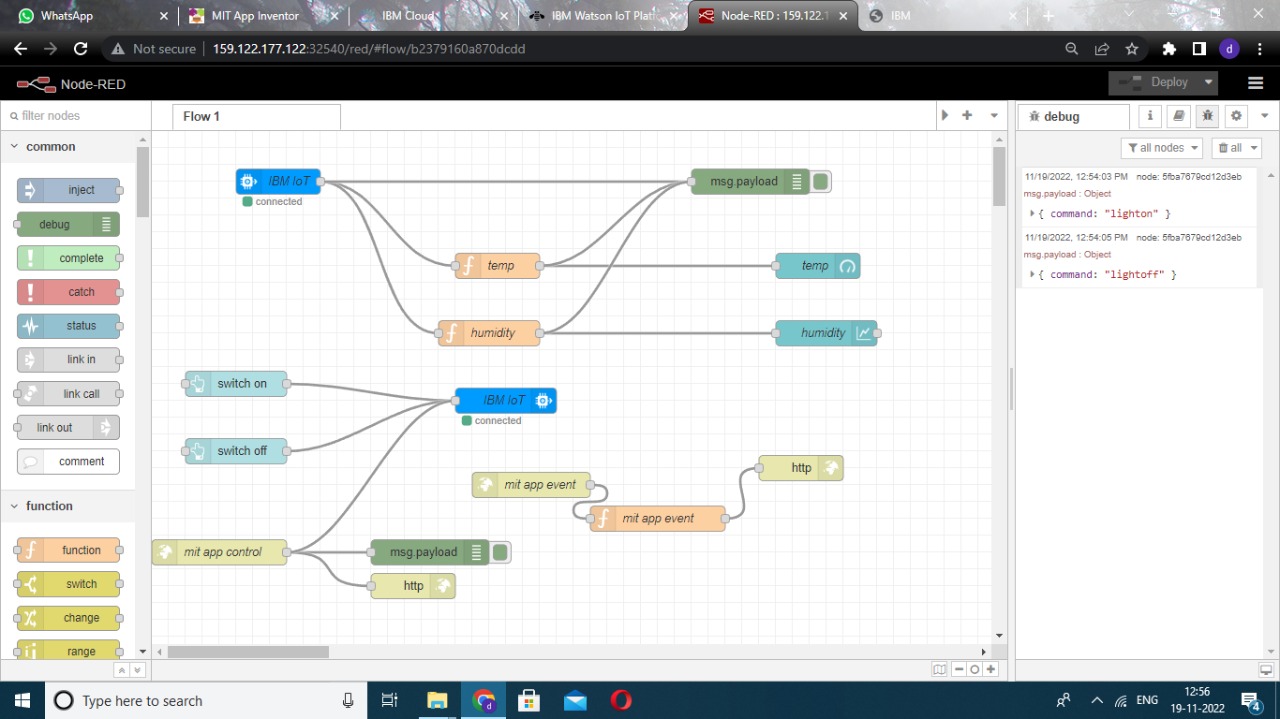 WhatsApp
MIT App Inventor
IBM Cloud
IBM Watson IoT Platf
Node-RED : 159.122.1
IBM
Not secure 159.122.177.122:32540/red/#flow/b2379160a870dcdd
d
Node-RED
Deploy
filter nodes
Flow 1
debug
common
all nodes
all
inject
debug
complete
catch
status
link in
link call
link out
comment
function
function
switch
change
range
IBM IoT
connected
msg.payload
temp
temp
humidity
humidity
switch on
IBM IoT
connected
switch off
http
mit app event
mit app event
mit app control
msg.payload
http
11/19/2022, 12:54:03 PM node: 5fba7679cd12d3eb
msg.payload : Object
{ command: "lighton" }
11/19/2022, 12:54:05 PM node: 5fba7679cd12d3eb
msg.payload : Object
{ command: "lightoff" }
Type here to search
d
ENG
12:56
19-11-2022
4